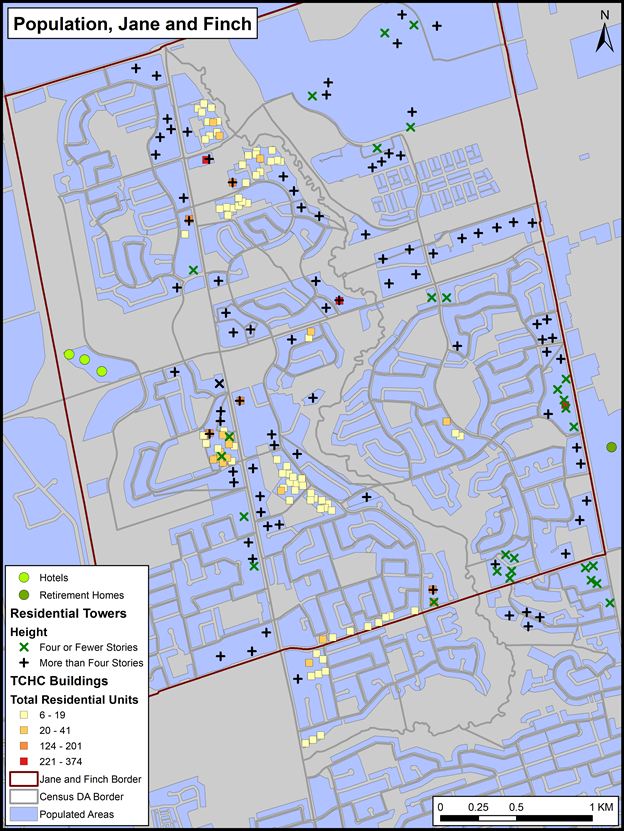 Population, Jane and Finch
N
Hotels
Retirement Homes
Residential Towers
Height
Four or Fewer Stories
More than Four Stories
TCHC Buildings
Total Residential Units
6 - 19
20 - 41
124 - 201
221 - 374
Jane and Finch Border
Census DA Border
Populated Areas
0 0.25 0.5 1 KM